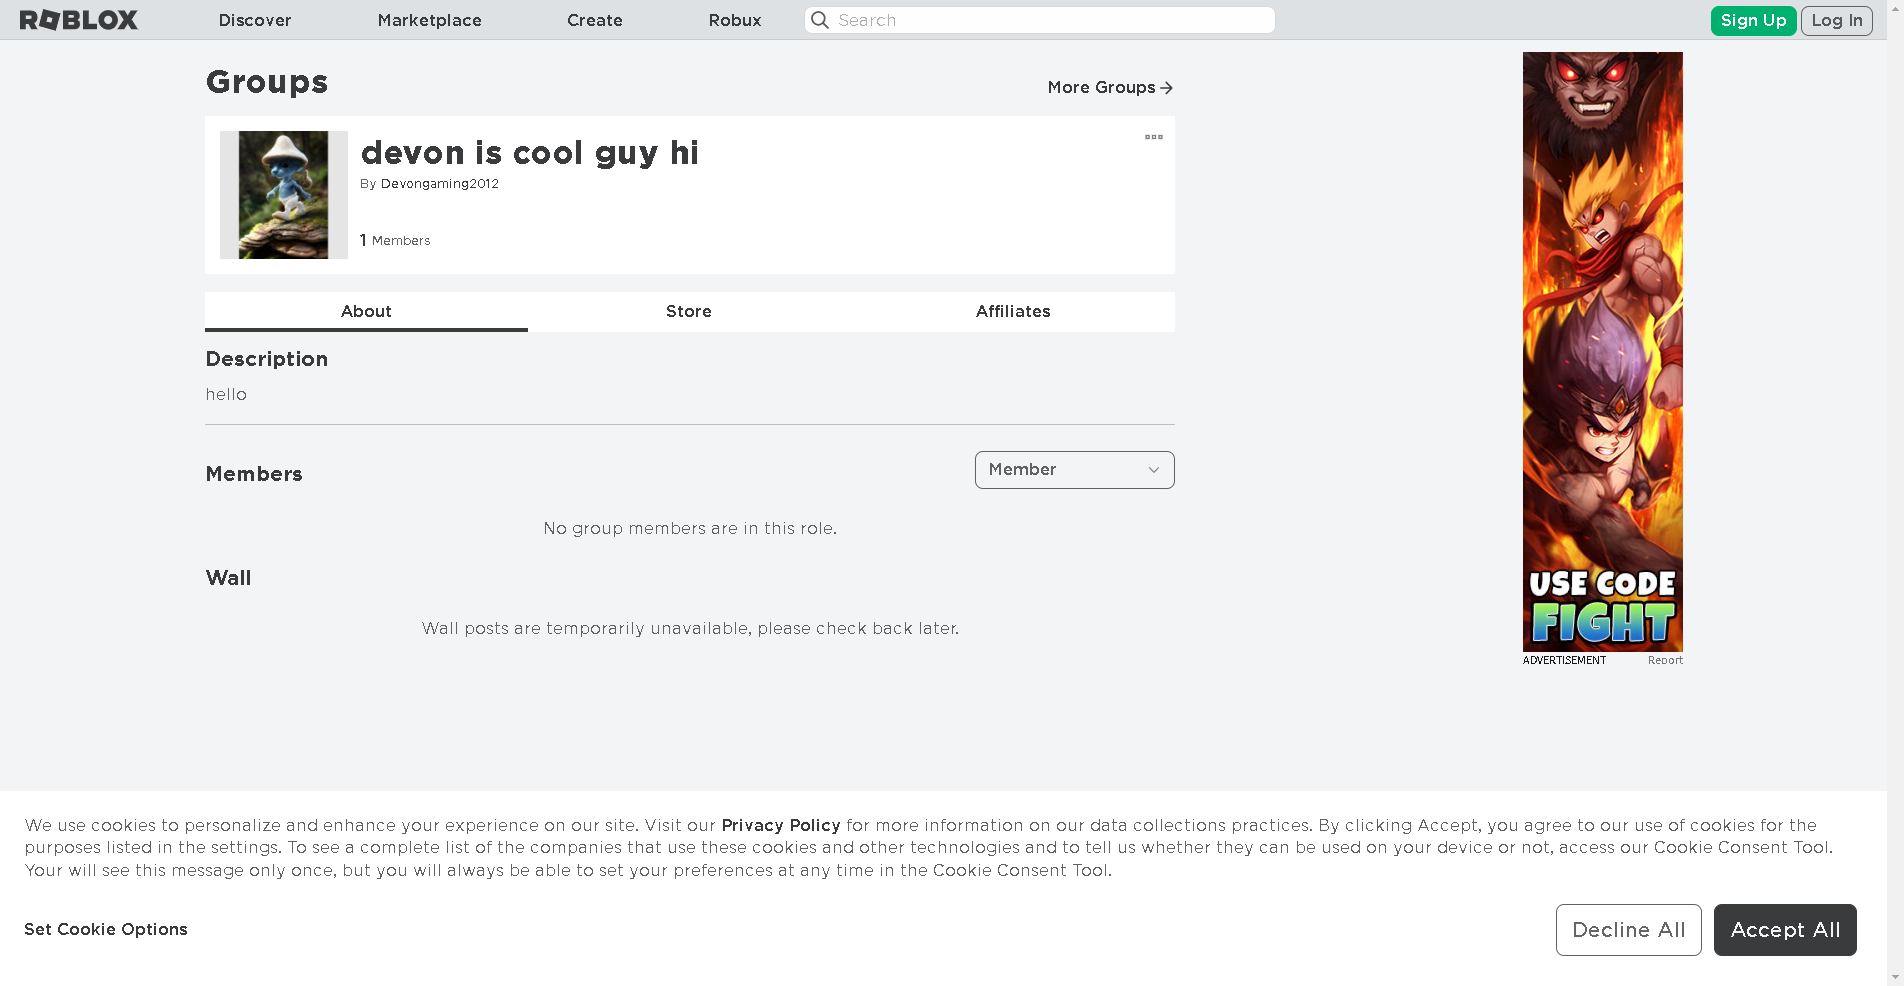 ROBLOX
Discover
Marketplace
Create
Robux
Search
Sign Up
Log In
Groups
More Groups
devon is cool guy hi
By Devongaming2012
1 Members
About
Store
Affiliates
Description
hello
Members
Member
No group members are in this role.
Wall
Wall posts are temporarily unavailable, please check back later.
USE CODE
FIGHT
ADVERTISEMENT
Report
We use cookies to personalize and enhance your experience on our site. Visit our Privacy Policy for more information on our data collections practices. By clicking Accept, you agree to our use of cookies for the
purposes listed in the settings. To see a complete list of the companies that use these cookies and other technologies and to tell us whether they can be used on your device or not, access our Cookie Consent Tool.
Your will see this message only once, but you will always be able to set your preferences at any time in the Cookie Consent Tool.
Set Cookie Options
Decline All
Accept All